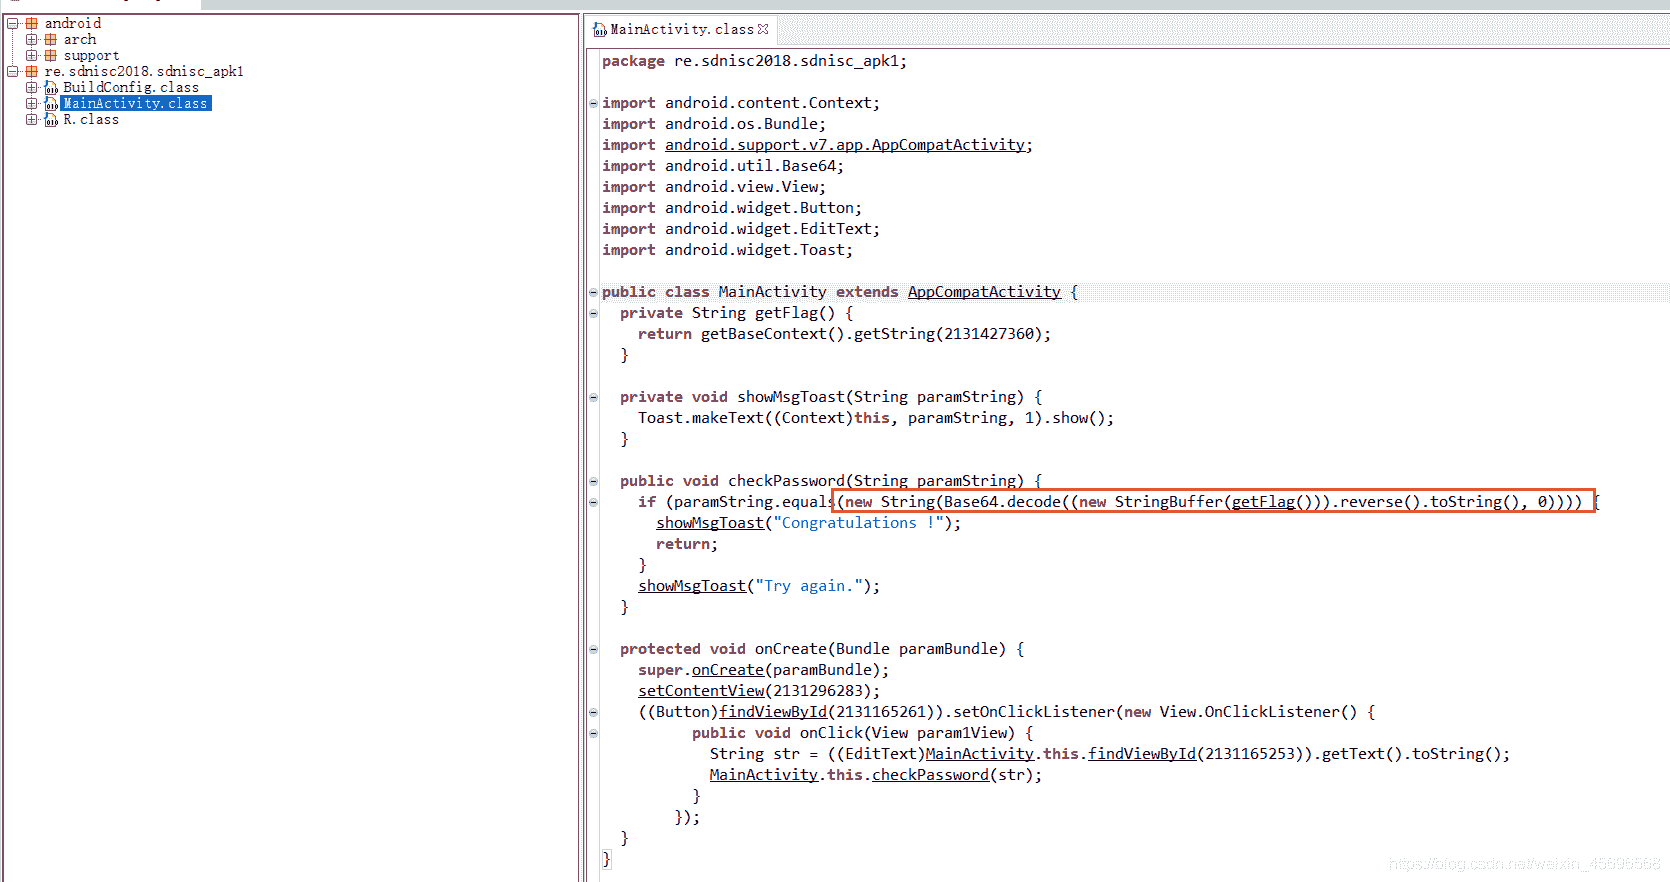 android
arch
support
re.sdnisc2018.sdnisc_apk1
BuildConfig.class
MainActivity.class
R.class
MainActivity.class
package re.sdnisc2018.sdnisc_apk1;
import android.content.Context;
import android.os.Bundle;
import android.support.v7.app.AppCompatActivity;
import android.util.Base64;
import android.view.View;
import android.widget.Button;
import android.widget.EditText;
import android.widget.Toast;
public class MainActivity extends AppCompatActivity {
private String getFlag() {
return getBaseContext().getString(2131427360);
}
private void showMsgToast(String paramString) {
Toast.makeText((Context)this, paramString, 1).show();
}
public void checkPassword(String paramString) {
if (paramString.equals(new String(Base64.decode((new StringBuffer(getFlag())).reverse().toString(), 0)))) {
showMsgToast("Congratulations !");
return;
}
showMsgToast("Try again.");
}
protected void onCreate(Bundle paramBundle) {
super.onCreate(paramBundle);
setContentView(2131296283);
((Button)findViewById(2131165261)).setOnClickListener(new View.OnClickListener() {
public void onClick(View param1View) {
String str = ((EditText)MainActivity.this.findViewById(2131165253)).getText().toString();
MainActivity.this.checkPassword(str);
}
});
}
}
https://blog.csdn.net/weixin_45696568